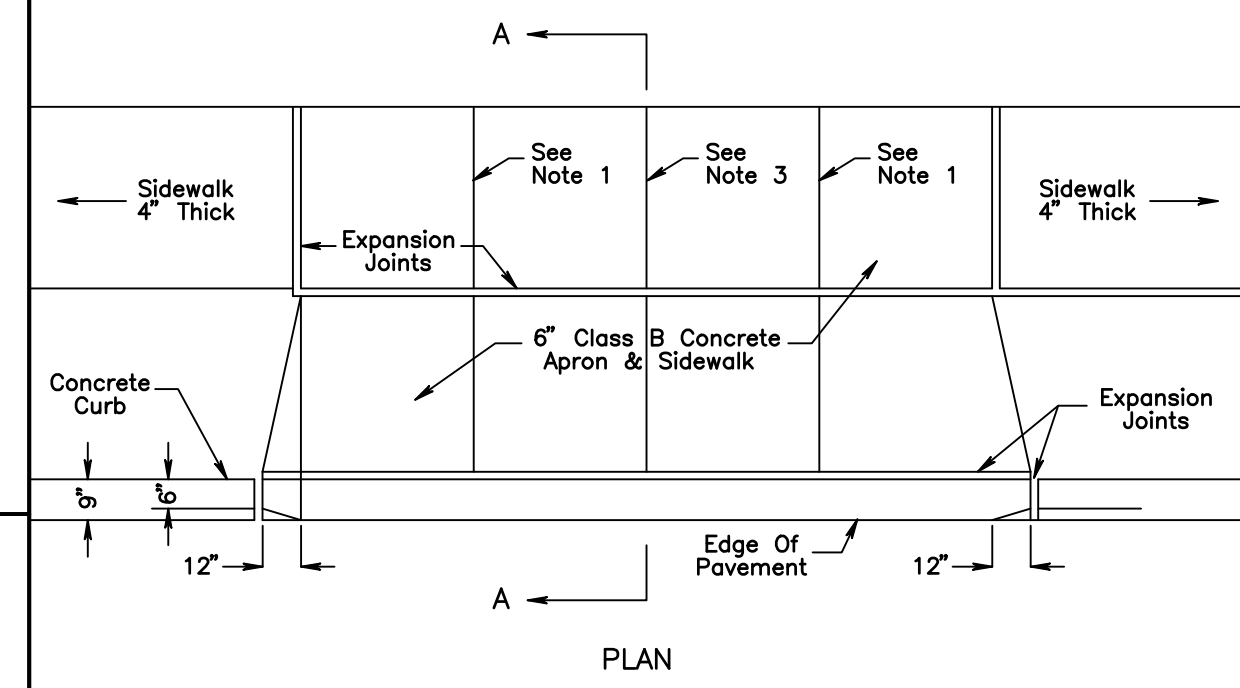 A
See
Note 1
See
Note 3
See
Note 1
Sidewalk
4” Thick
Sidewalk
4” Thick
Expansion
Joints
6” Class B Concrete
Apron & Sidewalk
Concrete
Curb
Expansion
Joints
9”
6”
12”
Edge Of
Pavement
12”
A
PLAN